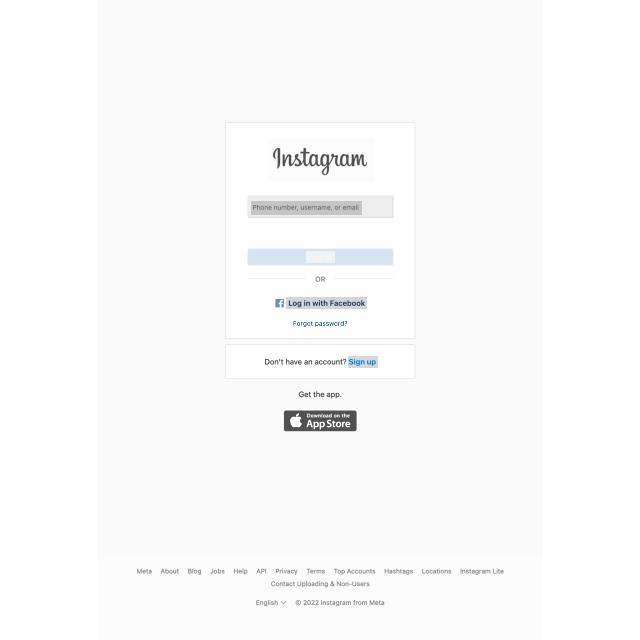 Instagram
Phone number, username, or email
OR
Log in with Facebook
Forgot password?
Don't have an account? Sign up
Get the app.
Download on the
App Store
Meta About Blog Jobs Help API Privacy Terms Top Accounts Hashtags Locations Instagram Lite
Contact Uploading & Non-Users
English © 2022 Instagram from Meta